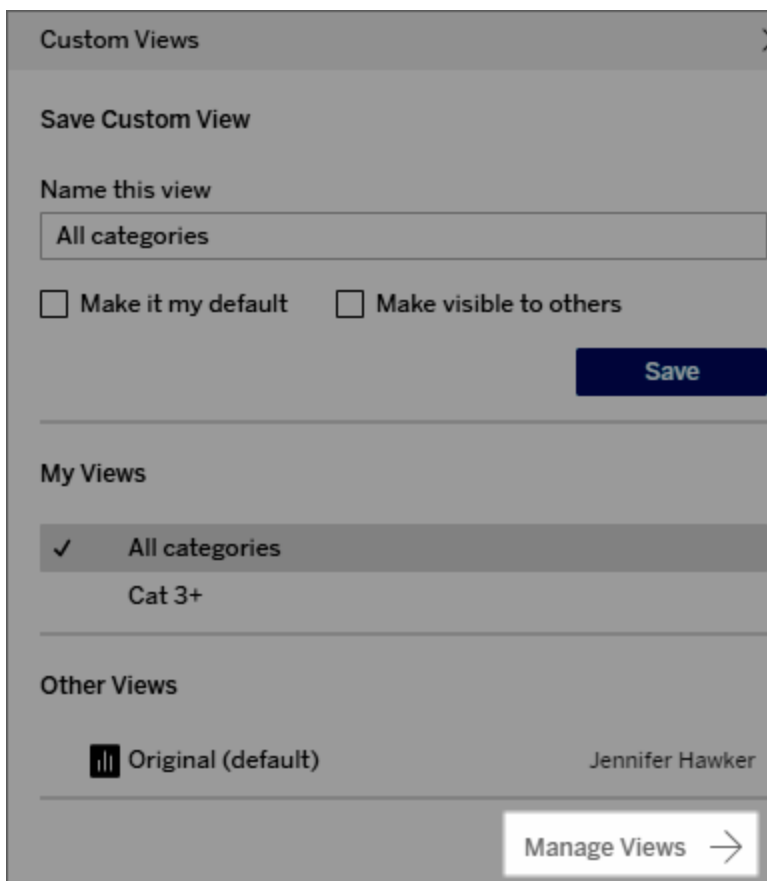 Custom Views
Save Custom View
Name this view
All categories
Make it my default Make visible to others
Save
My Views
✓ All categories
Cat 3+
Other Views
Original (default) Jennifer Hawker
Manage Views →